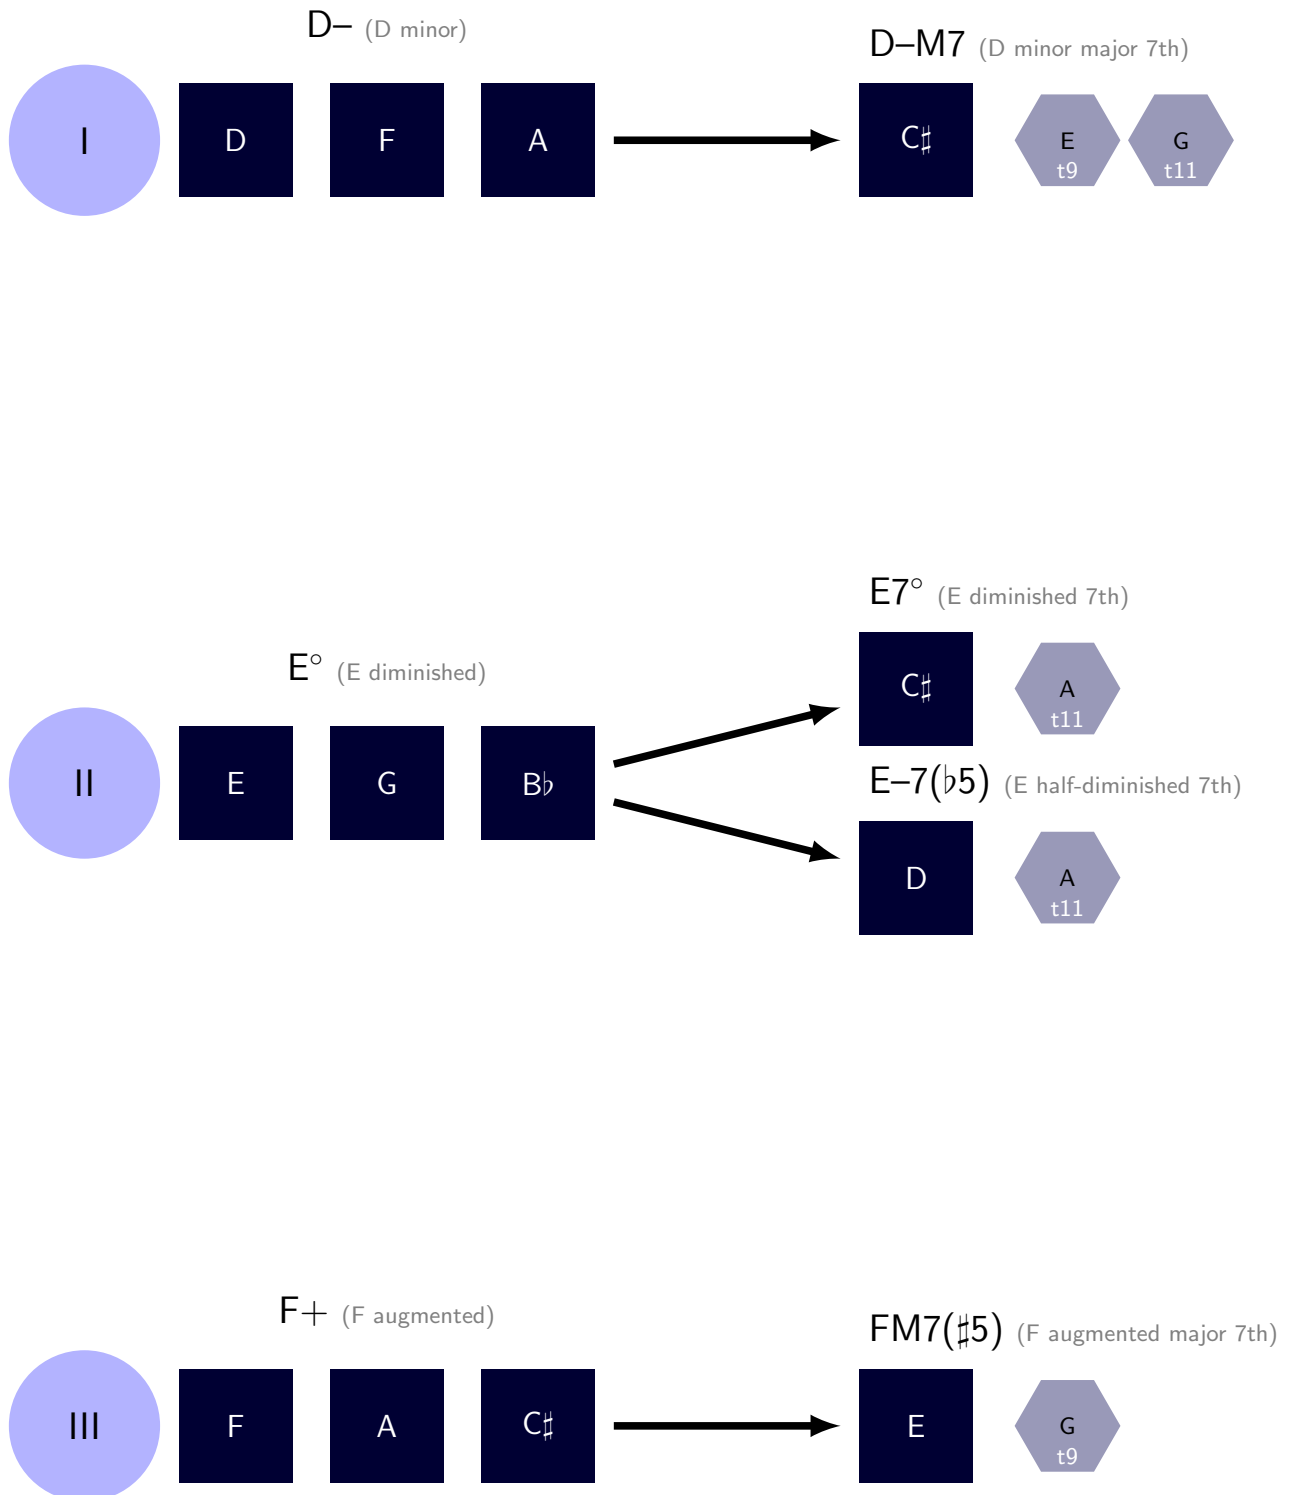 D– (D minor)
D–M7 (D minor major 7th)
I D F A C♯ E G
t9 t11
E7° (E diminished 7th)
E° (E diminished)
C♯ A
t11
II E G B♭
E–7(♭5) (E half-diminished 7th)
D A
t11
F+ (F augmented)
FM7(♯5) (F augmented major 7th)
III F A C♯ E G
t9